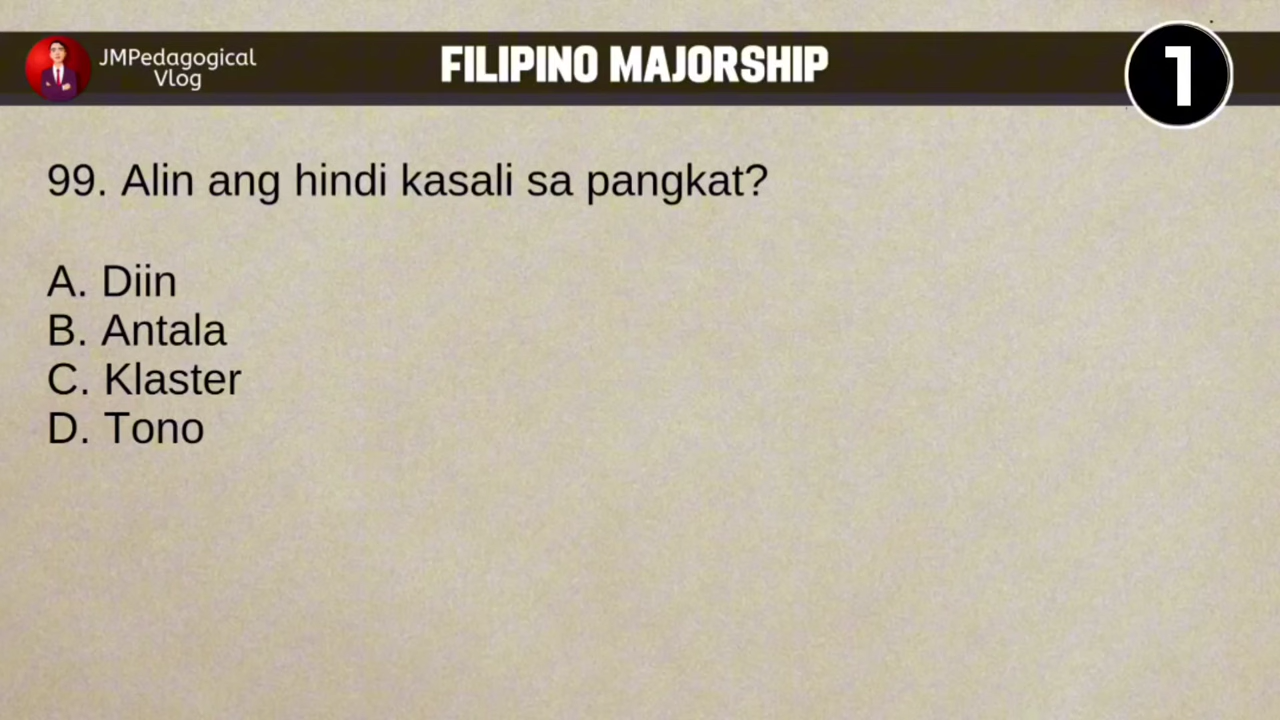 JMPedagogical
Vlog
FILIPINO MAJORSHIP
1
99. Alin ang hindi kasali sa pangkat?
A. Diin
B. Antala
C. Klaster
D. Tono